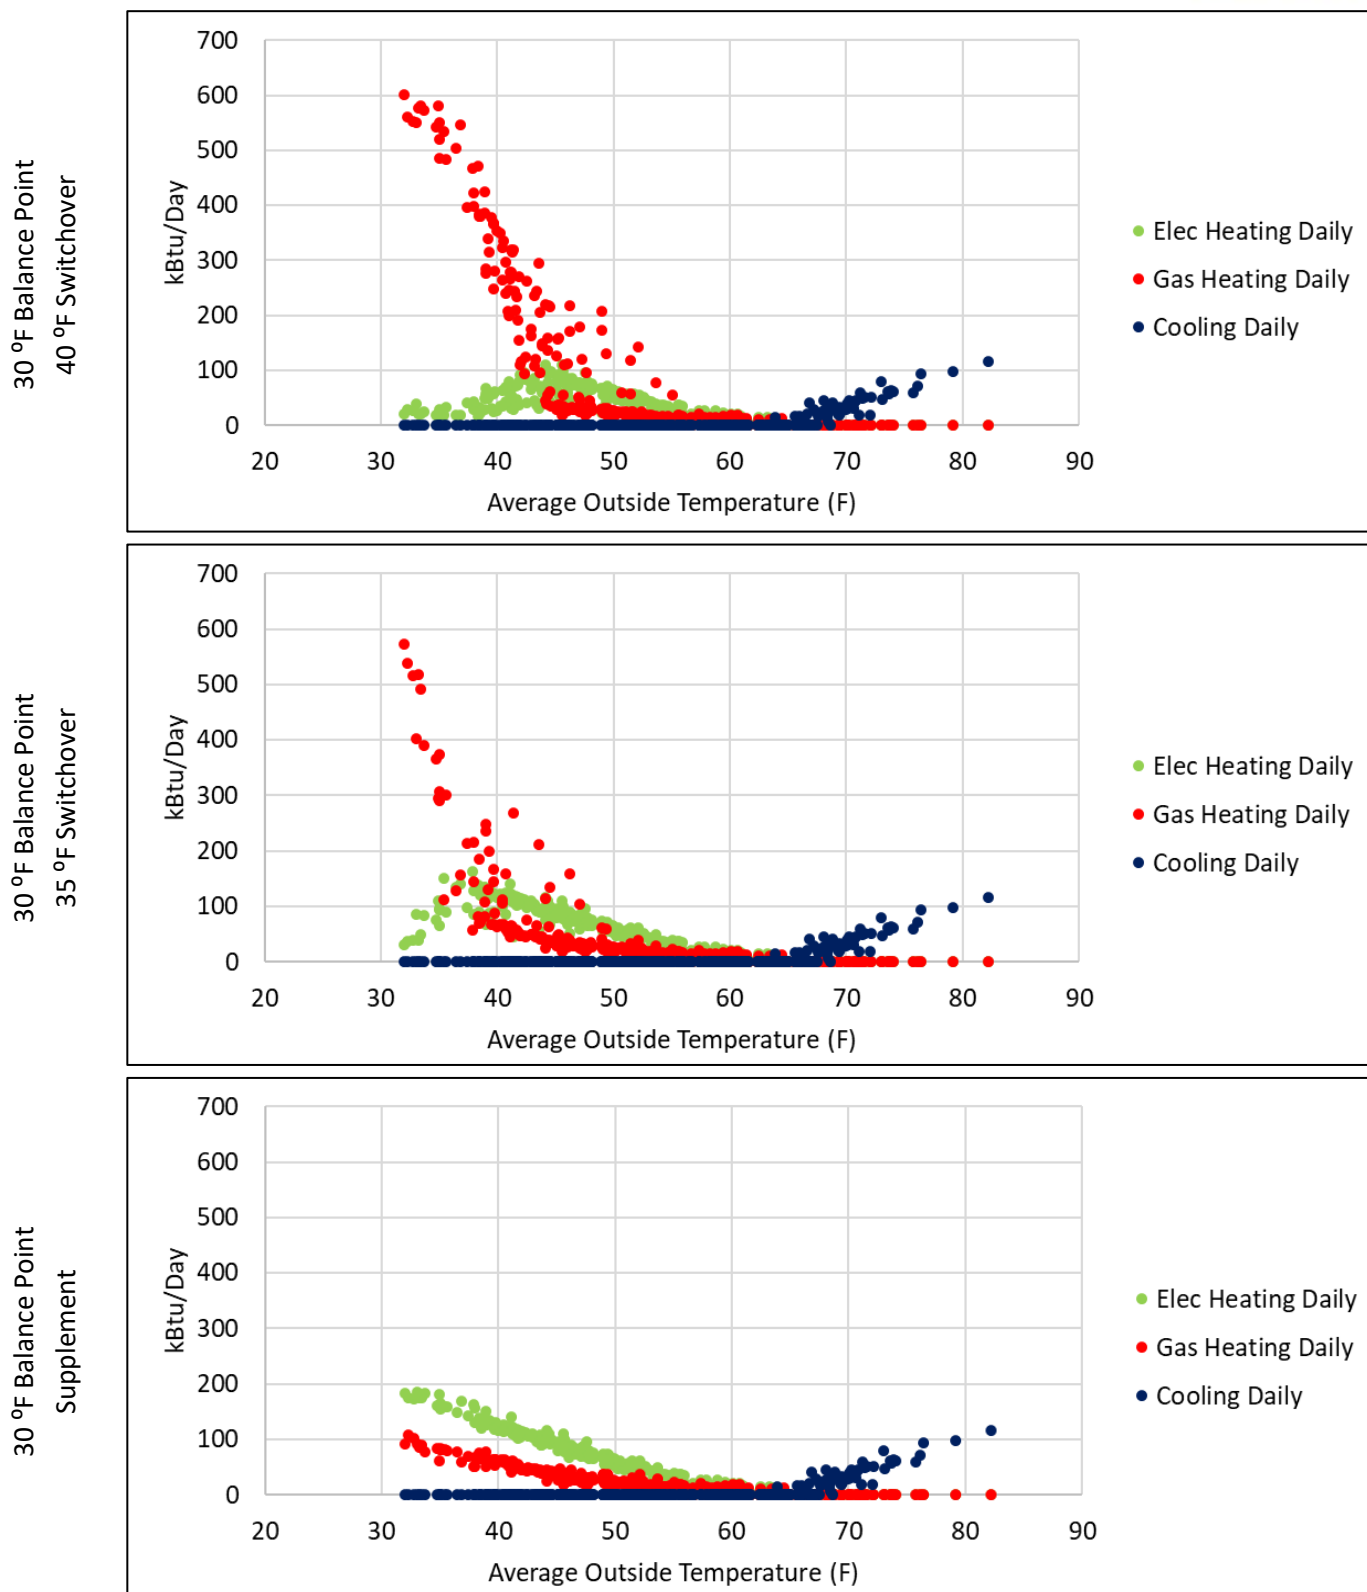 30 ⁰F Balance Point
40 ⁰F Switchover
700
600
500
400
300
200
100
0
kBtu/Day
20 30 40 50 60 70 80 90
Average Outside Temperature (F)
Elec Heating Daily
Gas Heating Daily
Cooling Daily
30 ⁰F Balance Point
35 ⁰F Switchover
700
600
500
400
300
200
100
0
kBtu/Day
20 30 40 50 60 70 80 90
Average Outside Temperature (F)
Elec Heating Daily
Gas Heating Daily
Cooling Daily
30 ⁰F Balance Point
Supplement
700
600
500
400
300
200
100
0
kBtu/Day
20 30 40 50 60 70 80 90
Average Outside Temperature (F)
Elec Heating Daily
Gas Heating Daily
Cooling Daily